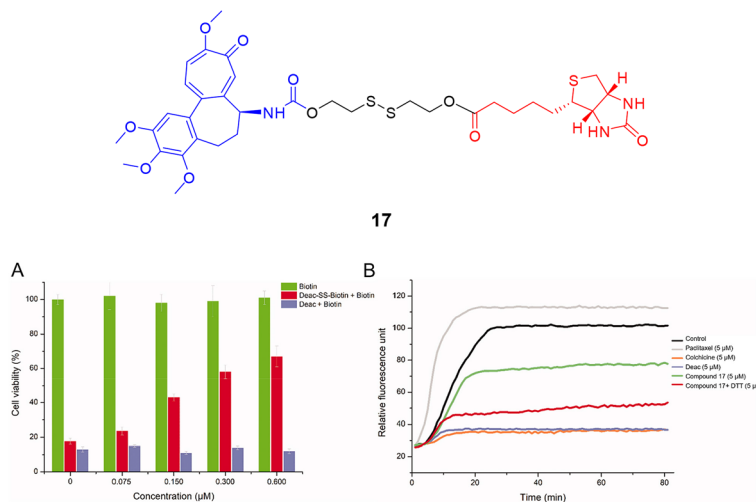 O
O
O
O
O
O
NH
O
O
S
S
O
O
S
H
H
NH
HN
O
17
A
Biotin
Deac-SS-Biotin + Biotin
Deac + Biotin
Cell viability (%)
100
80
60
40
20
0
0
0.075
0.150
0.300
0.600
Concentration (μM)
B
Relative fluorescence unit
120
100
80
60
40
20
0
20
40
60
80
Time (min)
Control
Paclitaxel (5 μM)
Colchicine (5 μM)
Deac (5 μM)
Compound 17 (5 μM)
Compound 17+ DTT (5 μ